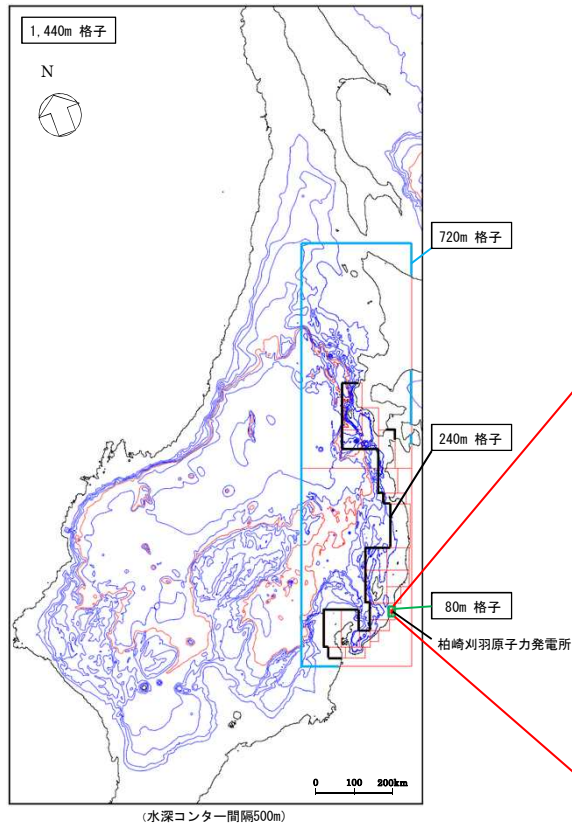 1,440m 格子
N
720m 格子
240m 格子
80m 格子
柏崎刈羽原子力発電所
0 100 200km
(水深コンター間隔500m)